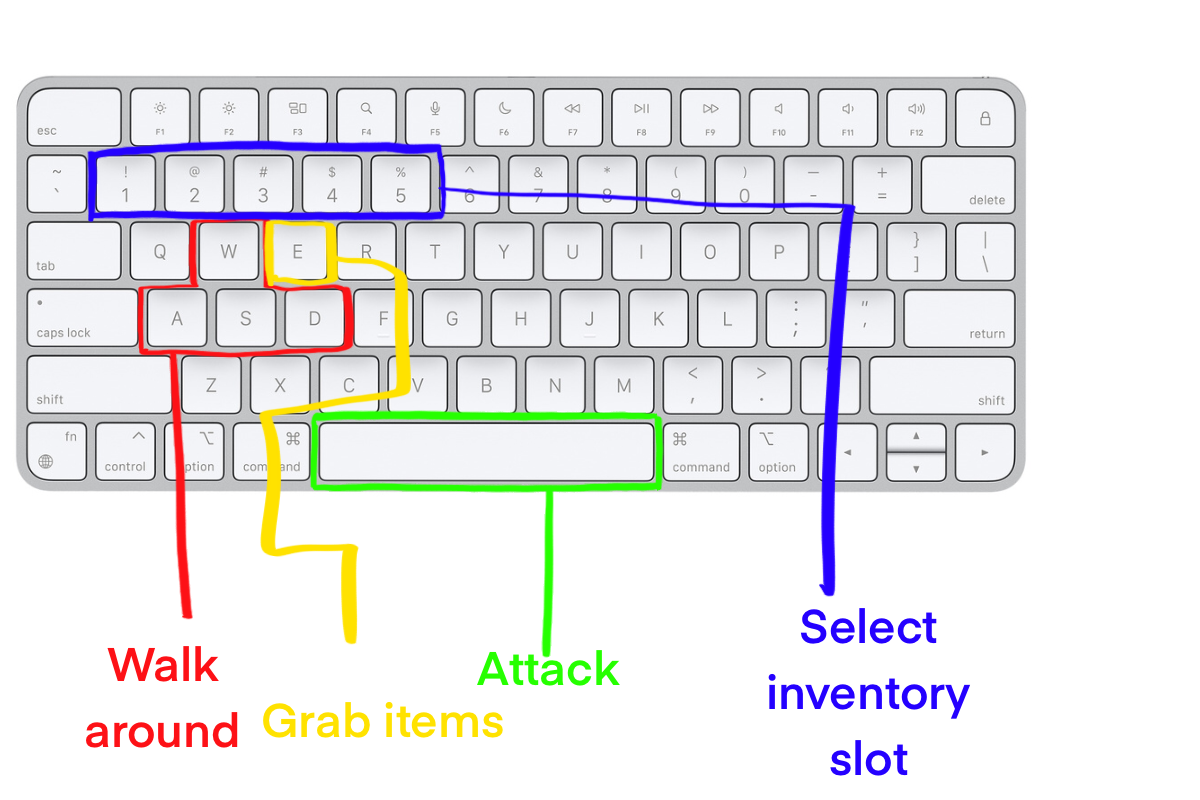 esc F1 F2 F3 F4 F5 F6 F7 F8 F9 F10 F11 F12
~ ! @ # $ % ^ & * ( ) — +
` 1 2 3 4 5 6 7 8 9 0 - = delete
tab Q W E R T Y U I O P [ } ] | \
caps lock A S D F G H J K L : ; " ' return
shift Z X C V B N M < , > . shift
fn control option command command option
Walk
around
Grab items
Attack
Select
inventory
slot